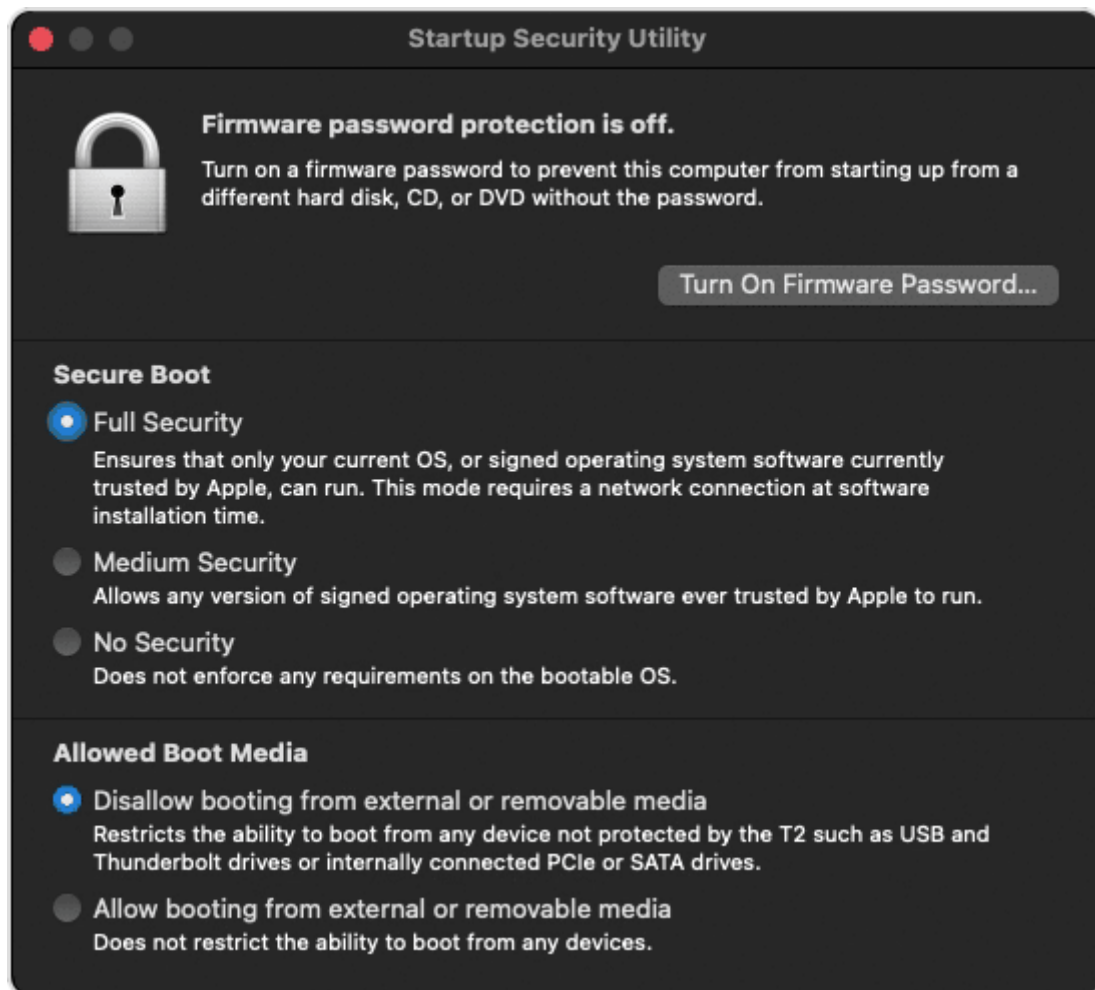 Startup Security Utility
Firmware password protection is off.
Turn on a firmware password to prevent this computer from starting up from a
different hard disk, CD, or DVD without the password.
Turn On Firmware Password...
Secure Boot
Full Security
Ensures that only your current OS, or signed operating system software currently
trusted by Apple, can run. This mode requires a network connection at software
installation time.
Medium Security
Allows any version of signed operating system software ever trusted by Apple to run.
No Security
Does not enforce any requirements on the bootable OS.
Allowed Boot Media
Disallow booting from external or removable media
Restricts the ability to boot from any device not protected by the T2 such as USB and
Thunderbolt drives or internally connected PCIe or SATA drives.
Allow booting from external or removable media
Does not restrict the ability to boot from any devices.